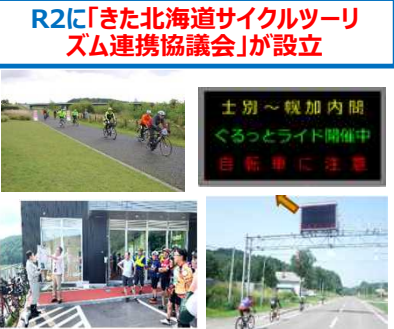 R2に「きた北海道サイクルツーリ
ズム連携協議会」が設立
士別～幌加内間
ぐるっとライド開催中
自転車に注意